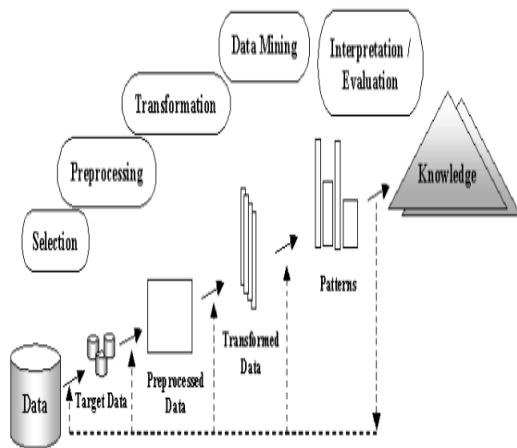 Data Mining
Interpretation /
Evaluation
Transformation
Preprocessing
Selection
Knowledge
Patterns
Transformed
Data
Preprocessed
Data
Target Data
Data